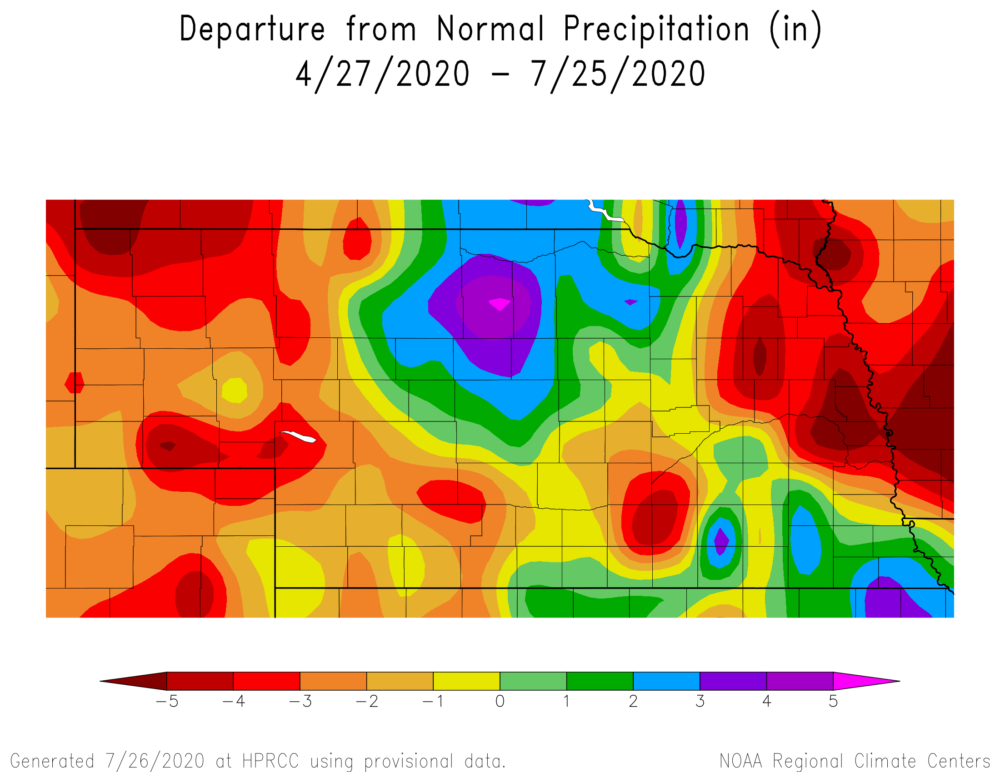 Departure from Normal Precipitation (in)
4/27/2020 – 7/25/2020
−5 −4 −3 −2 −1 0 1 2 3 4 5
Generated 7/26/2020 at HPRCC using provisional data.
NOAA Regional Climate Centers